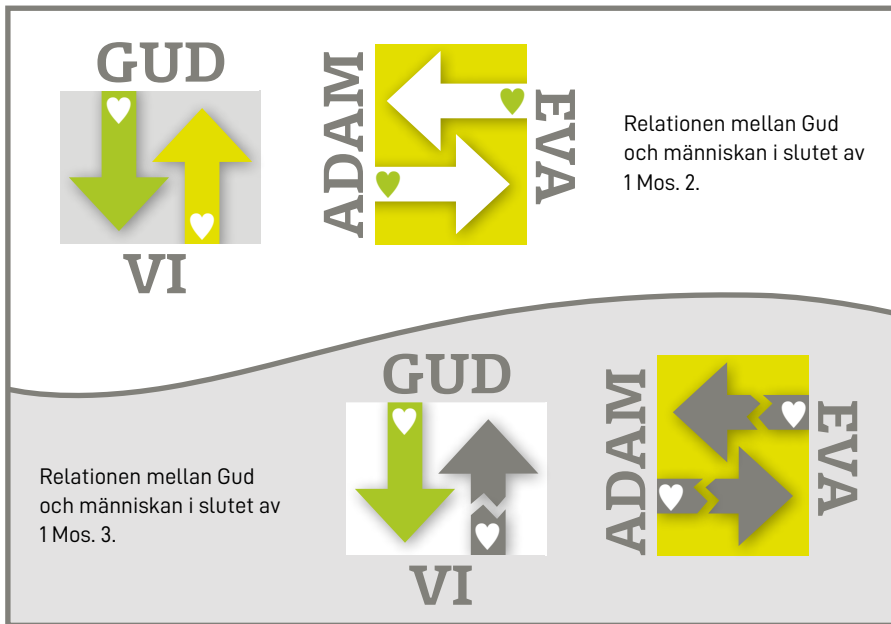 GUD
VI
ADAM
EVA
Relationen mellan Gud
och människan i slutet av
1 Mos. 2.
GUD
VI
ADAM
EVA
Relationen mellan Gud
och människan i slutet av
1 Mos. 3.